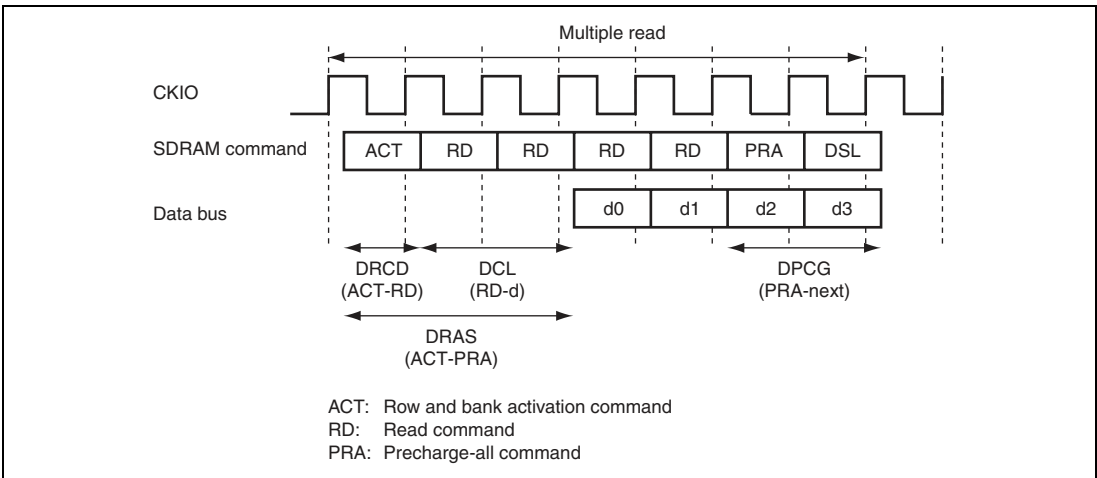 Multiple read
CKIO
SDRAM command ACT RD RD RD RD PRA DSL
Data bus d0 d1 d2 d3
DRCD DCL DPCG
(ACT-RD) (RD-d) (PRA-next)
DRAS
(ACT-PRA)
ACT: Row and bank activation command
RD: Read command
PRA: Precharge-all command